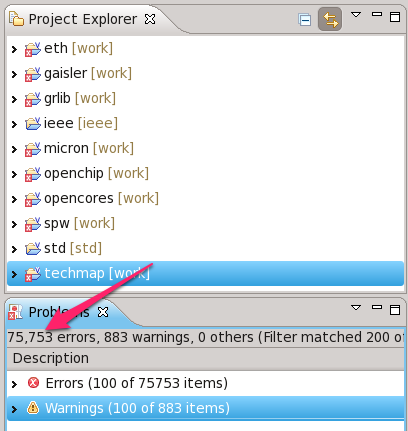 Project Explorer
eth [work]
gaisler [work]
grlib [work]
ieee [ieee]
micron [work]
openchip [work]
opencores [work]
spw [work]
std [std]
techmap [work]
Problems
75,753 errors, 883 warnings, 0 others (Filter matched 200 of
Description
Errors (100 of 75753 items)
Warnings (100 of 883 items)